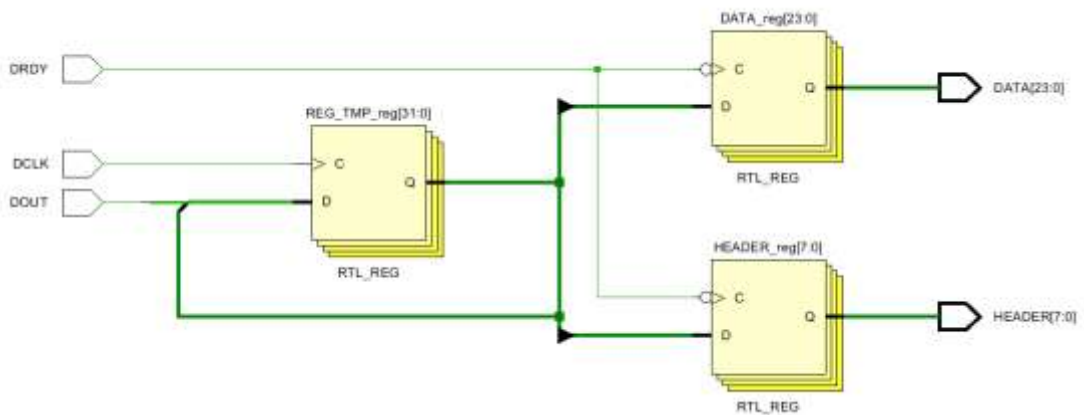 DATA_reg[23:0]
DRDY
C
Q
DATA[23:0]
D
REG_TMP_reg[31:0]
DCLK
C
Q
RTL_REG
DOUT
D
HEADER_reg[7:0]
RTL_REG
C
Q
HEADER[7:0]
D
RTL_REG